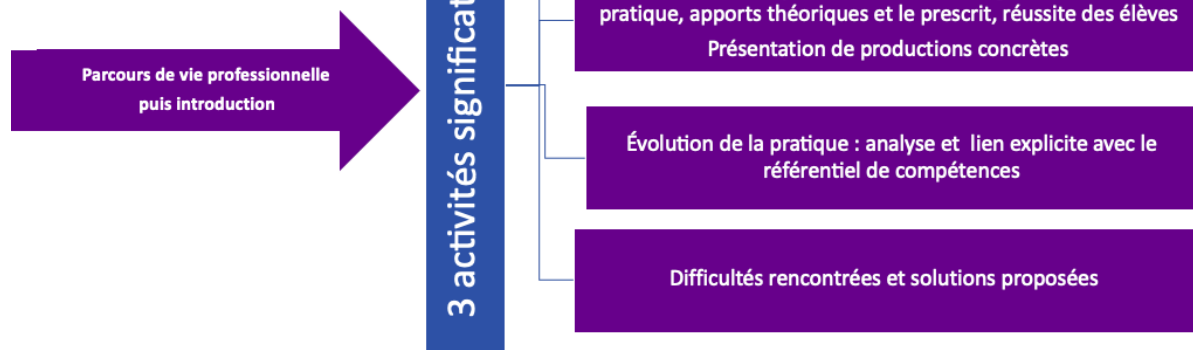 Parcours de vie professionnelle
puis introduction
3 activités
pratique, apports théoriques et le prescrit, réussite des élèves
Présentation de productions concrètes
Évolution de la pratique : analyse et lien explicite avec le
référentiel de compétences
Difficultés rencontrées et solutions proposées